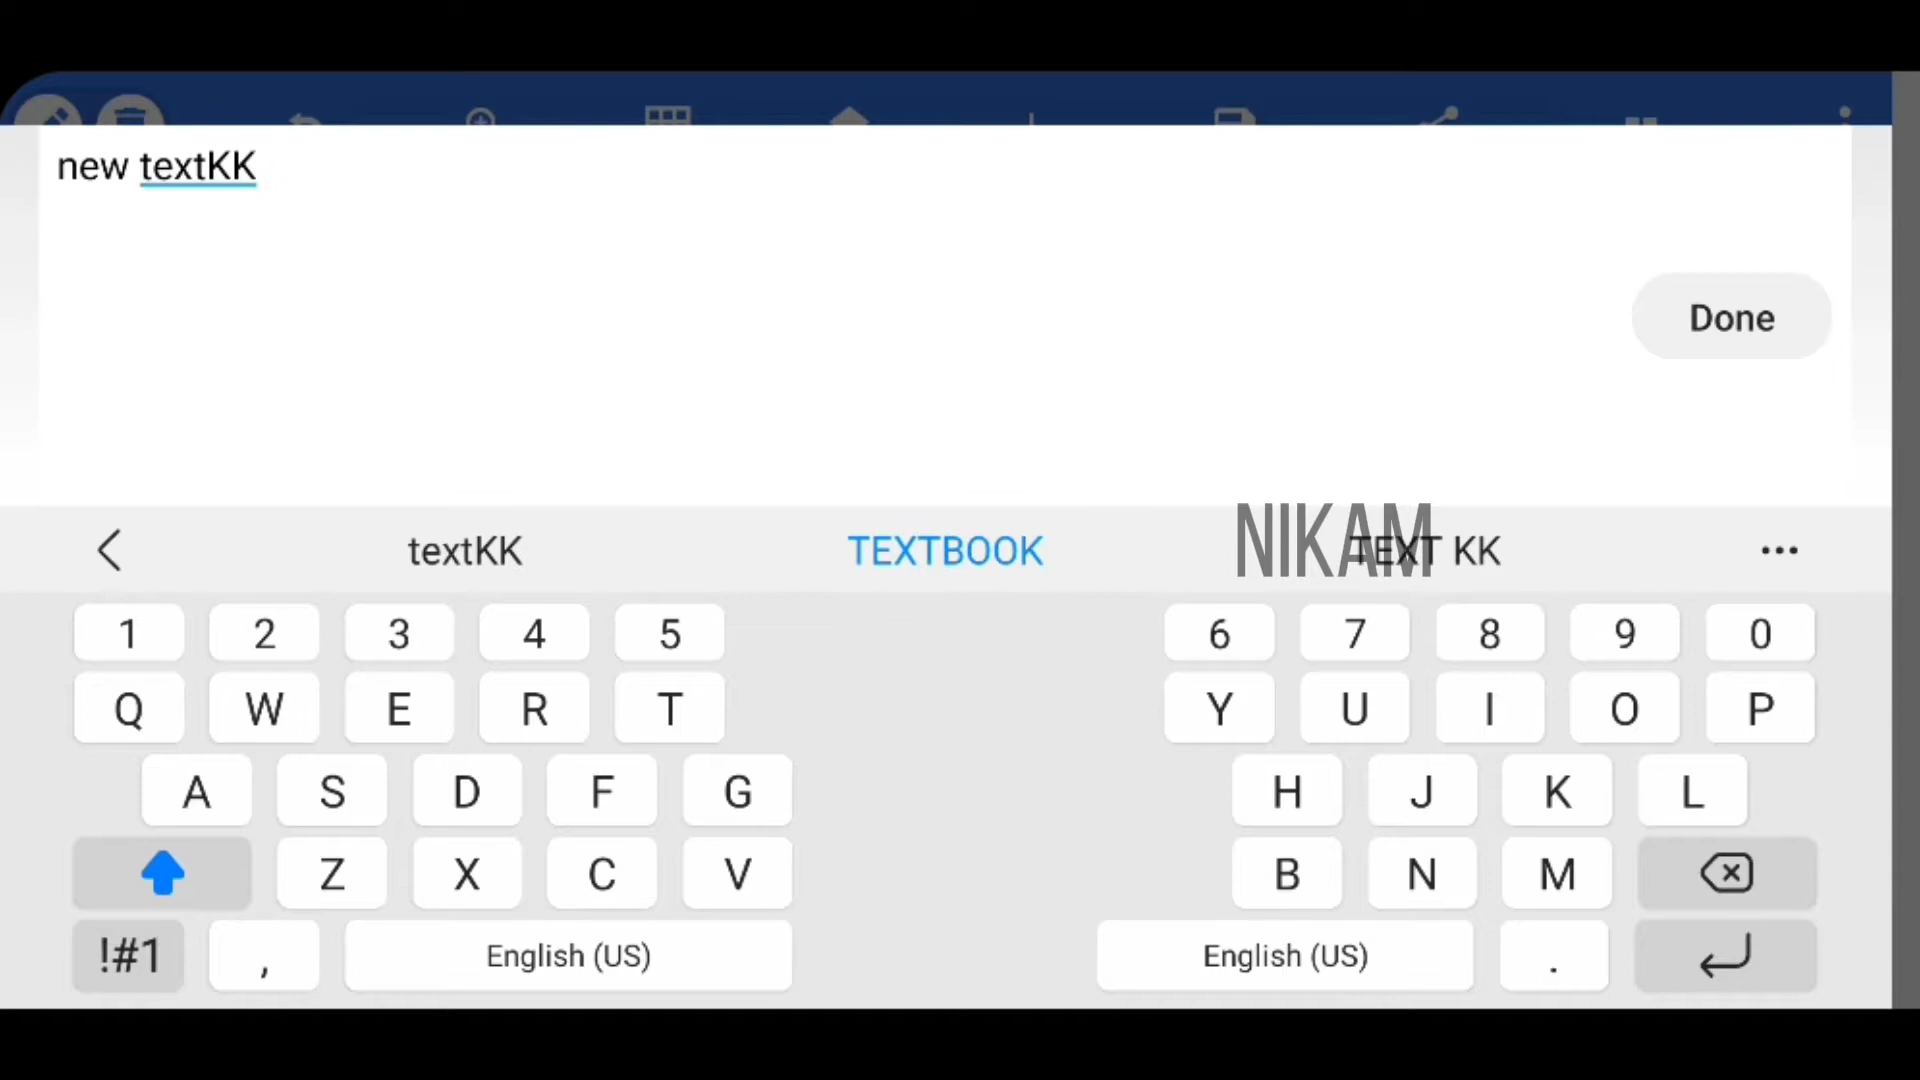 new textKK
Done
textKK TEXTBOOK TEXT KK
NIKAM
1 2 3 4 5 6 7 8 9 0
Q W E R T Y U I O P
A S D F G H J K L
Z X C V B N M
!#1 , English (US) English (US) .